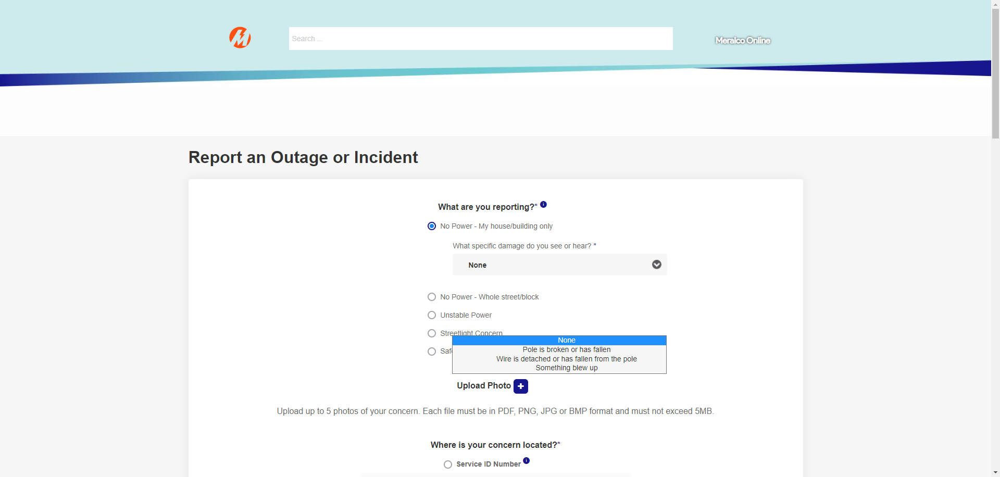 Search ...
Meralco Online
Report an Outage or Incident
What are you reporting?*
No Power - My house/building only
What specific damage do you see or hear? *
None
No Power - Whole street/block
Unstable Power
Streetlight Concern
None
Pole is broken or has fallen
Wire is detached or has fallen from the pole
Something blew up
Upload Photo
Upload up to 5 photos of your concern. Each file must be in PDF, PNG, JPG or BMP format and must not exceed 5MB.
Where is your concern located?*
Service ID Number